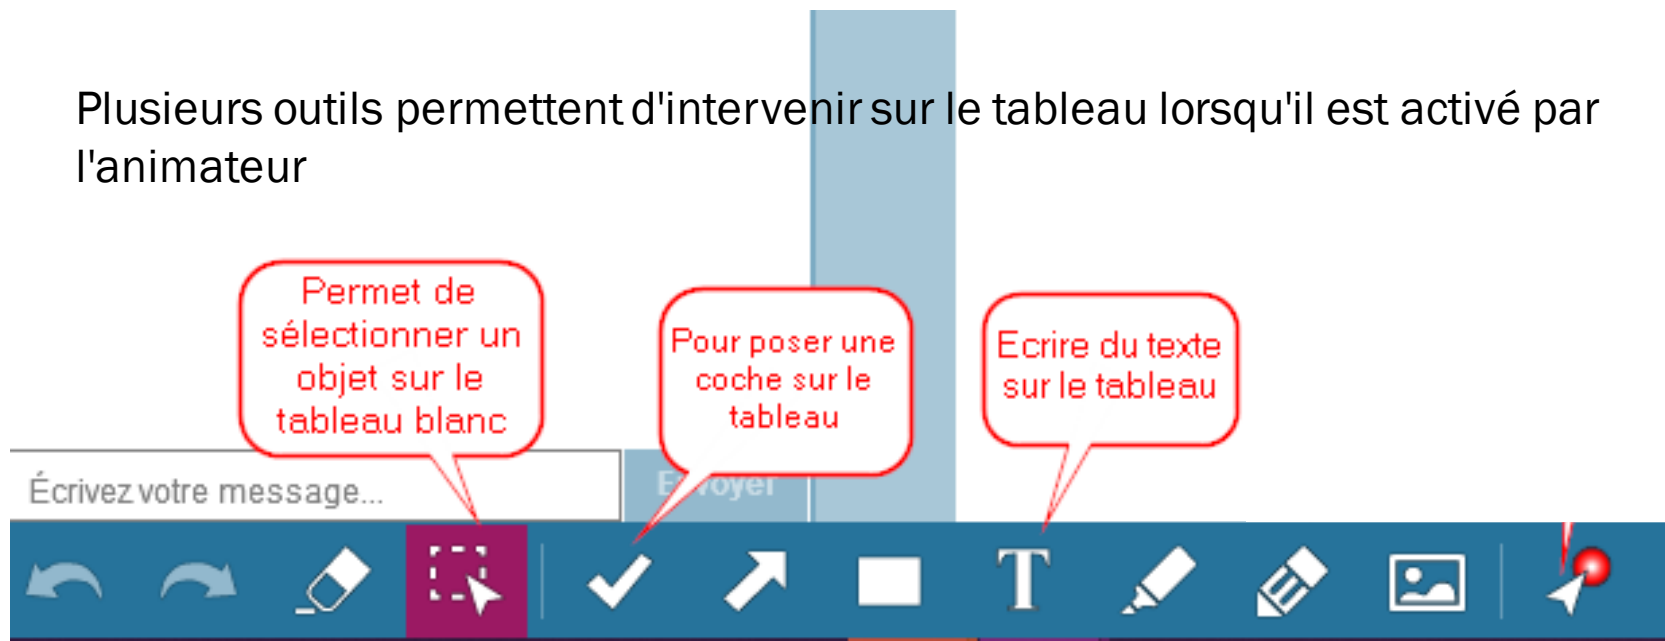 Plusieurs outils permettent d'intervenir sur le tableau lorsqu'il est activé par
l'animateur
Permet de
sélectionner un
objet sur le
tableau blanc
Pour poser une
coche sur le
tableau
Ecrire du texte
sur le tableau
Écrivez votre message...
Envoyer
T